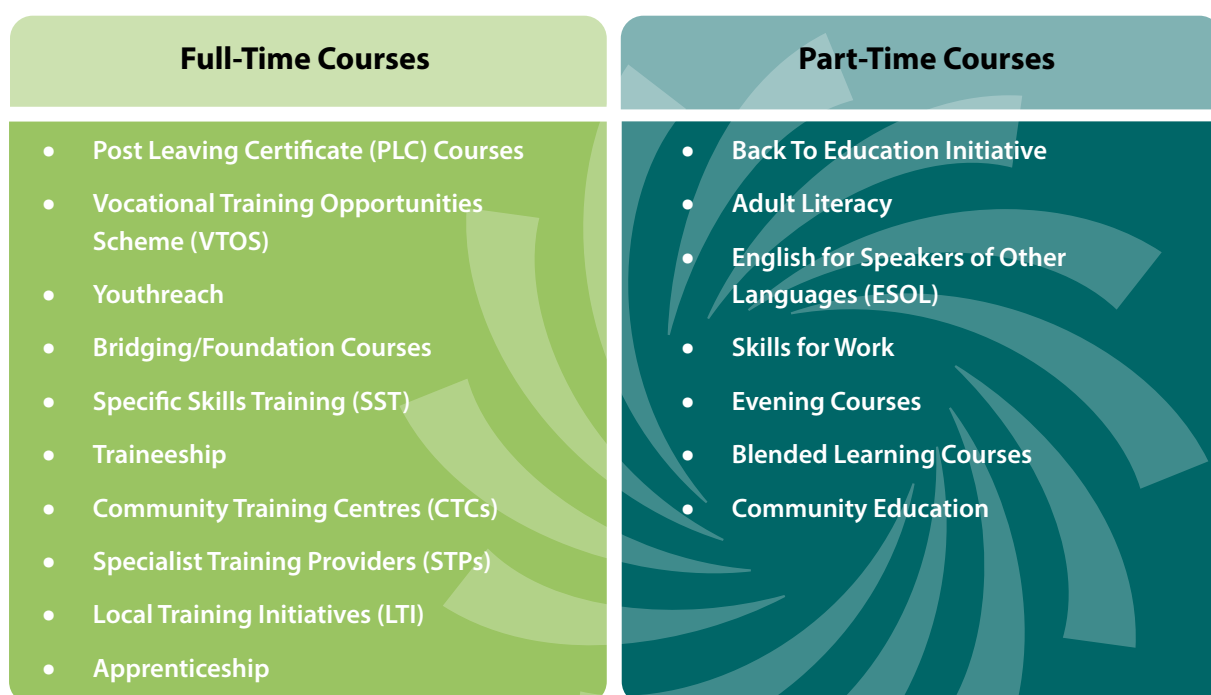 Full-Time Courses
• Post Leaving Certificate (PLC) Courses
• Vocational Training Opportunities
Scheme (VTOS)
• Youthreach
• Bridging/Foundation Courses
• Specific Skills Training (SST)
• Traineeship
• Community Training Centres (CTCs)
• Specialist Training Providers (STPs)
• Local Training Initiatives (LTI)
• Apprenticeship
Part-Time Courses
• Back To Education Initiative
• Adult Literacy
• English for Speakers of Other
Languages (ESOL)
• Skills for Work
• Evening Courses
• Blended Learning Courses
• Community Education